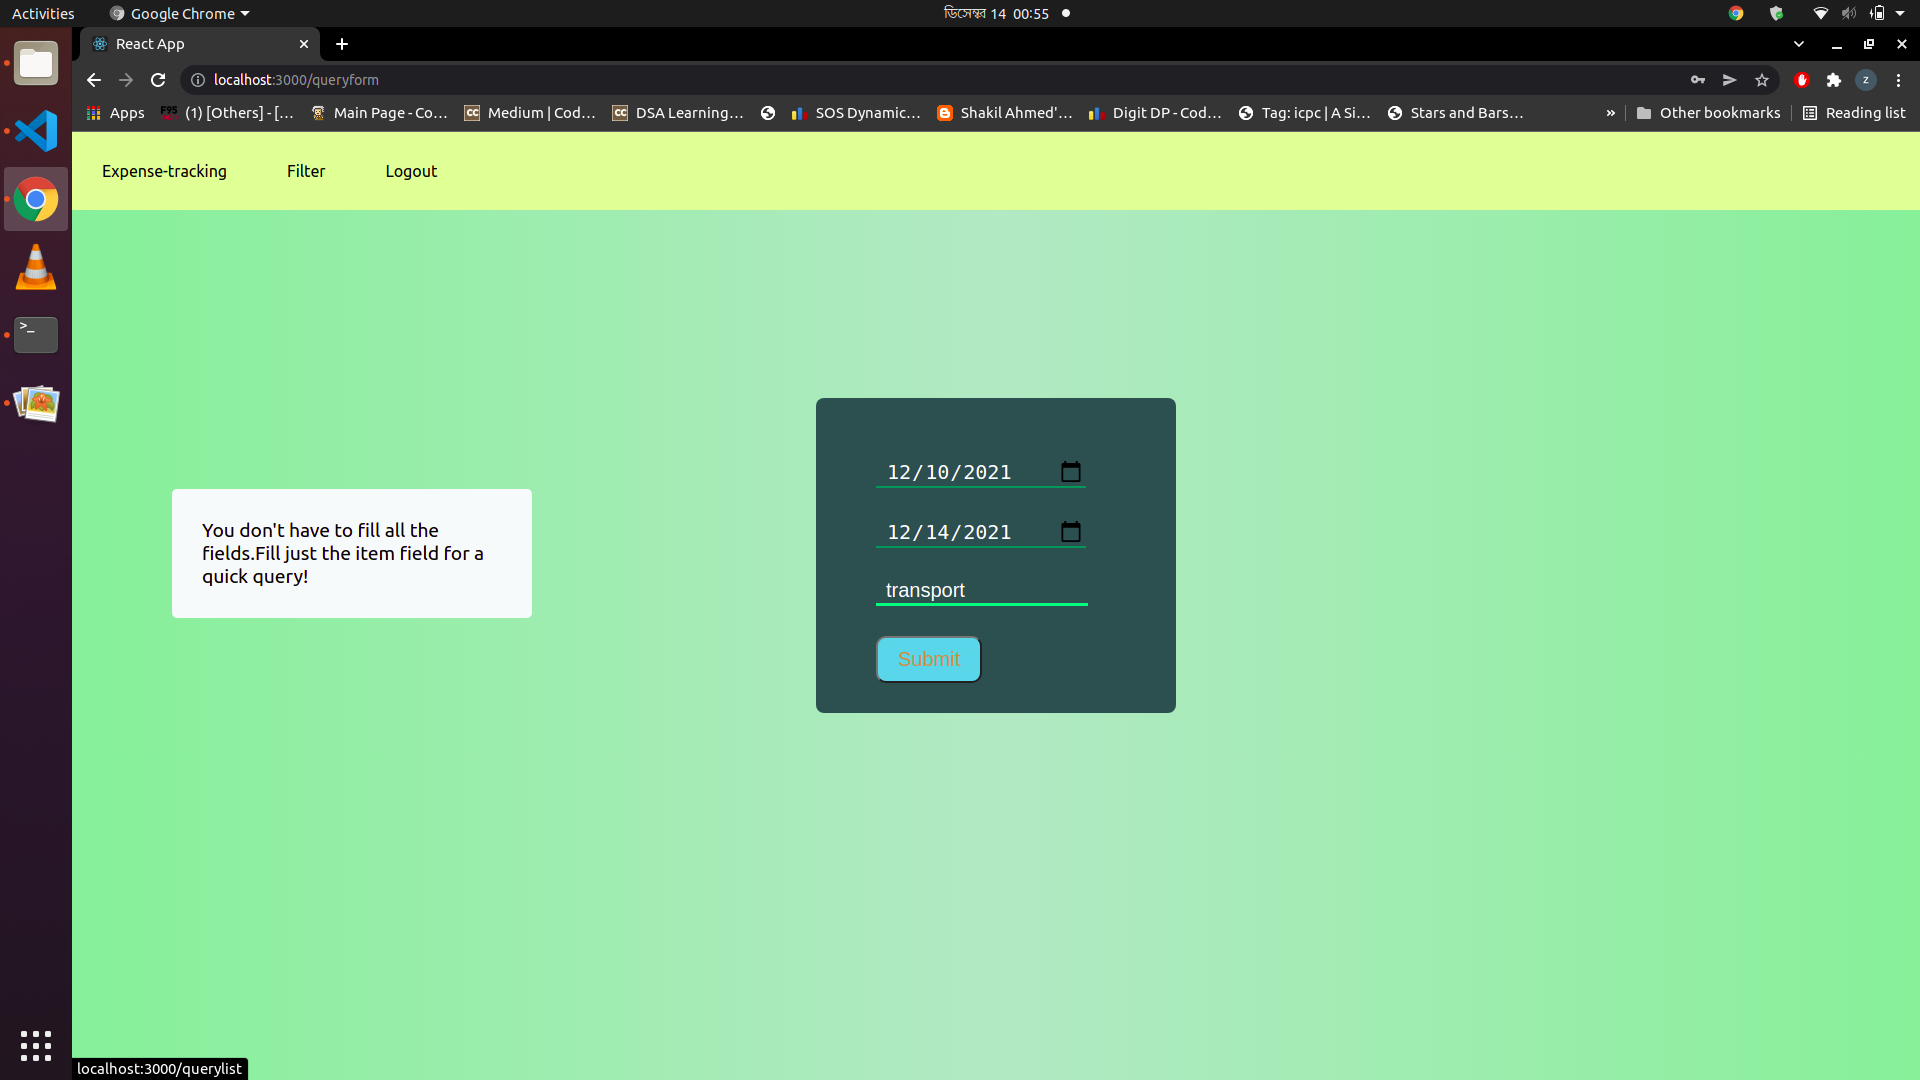 Activities
Google Chrome
ডিসেম্বর 14 00:55
React App
localhost:3000/queryform
z
Apps
F95
(1) [Others] - [...
Main Page - Co...
CC
Medium | Cod...
CC
DSA Learning...
SOS Dynamic...
Shakil Ahmed'...
Digit DP - Cod...
Tag: icpc | A Si...
Stars and Bars...
»
Other bookmarks
Reading list
Expense-tracking
Filter
Logout
12/10/2021
12/14/2021
transport
Submit
You don't have to fill all the
fields.Fill just the item field for a
quick query!
>_
localhost:3000/querylist